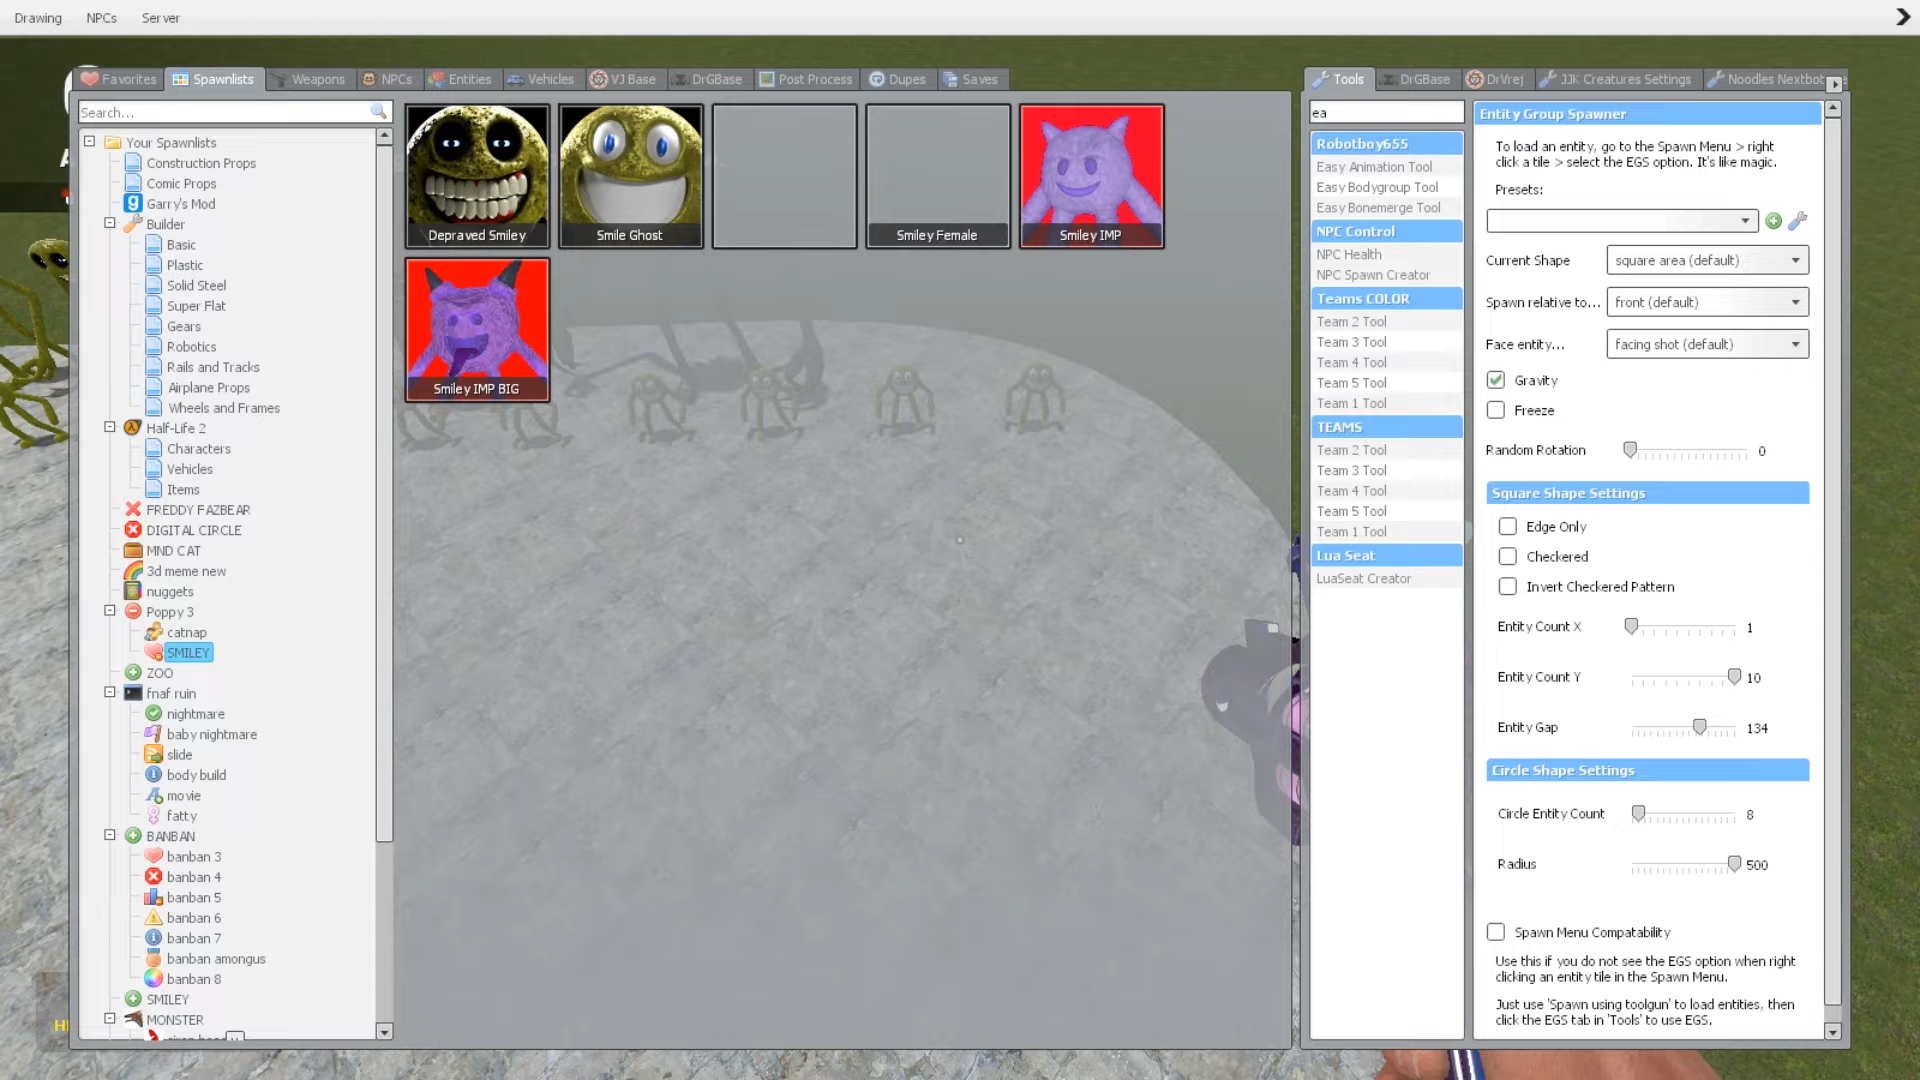 Drawing NPCs Server
Favorites Spawnlists Weapons NPCs Entities Vehicles VJ Base DrGBase Post Process Dupes Saves
Search...
Your Spawnlists
Construction Props
Comic Props
Garry's Mod
Builder
Basic
Plastic
Solid Steel
Super Flat
Gears
Robotics
Rails and Tracks
Airplane Props
Wheels and Frames
Half-Life 2
Characters
Vehicles
Items
FREDDY FAZBEAR
DIGITAL CIRCLE
MND CAT
3d meme new
nuggets
Poppy 3
catnap
SMILEY
ZOO
fnaf ruin
nightmare
baby nightmare
slide
body build
movie
fatty
BANBAN
banban 3
banban 4
banban 5
banban 6
banban 7
banban amongus
banban 8
SMILEY
MONSTER
Depraved Smiley
Smile Ghost
Smiley Female
Smiley IMP
Smiley IMP BIG
Tools DrGBase DrVrej JJK Creatures Settings Noodles Nextbot
ea
Robotboy655
Easy Animation Tool
Easy Bodygroup Tool
Easy Bonemerge Tool
NPC Control
NPC Health
NPC Spawn Creator
Teams COLOR
Team 2 Tool
Team 3 Tool
Team 4 Tool
Team 5 Tool
Team 1 Tool
TEAMS
Team 2 Tool
Team 3 Tool
Team 4 Tool
Team 5 Tool
Team 1 Tool
Lua Seat
LuaSeat Creator
Entity Group Spawner
To load an entity, go to the Spawn Menu > right
click a tile > select the EGS option. It's like magic.
Presets:
Current Shape square area (default)
Spawn relative to... front (default)
Face entity... facing shot (default)
Gravity
Freeze
Random Rotation 0
Square Shape Settings
Edge Only
Checkered
Invert Checkered Pattern
Entity Count X 1
Entity Count Y 10
Entity Gap 134
Circle Shape Settings
Circle Entity Count 8
Radius 500
Spawn Menu Compatability
Use this if you do not see the EGS option when right
clicking an entity tile in the Spawn Menu.
Just use 'Spawn using toolgun' to load entities, then
click the EGS tab in 'Tools' to use EGS.